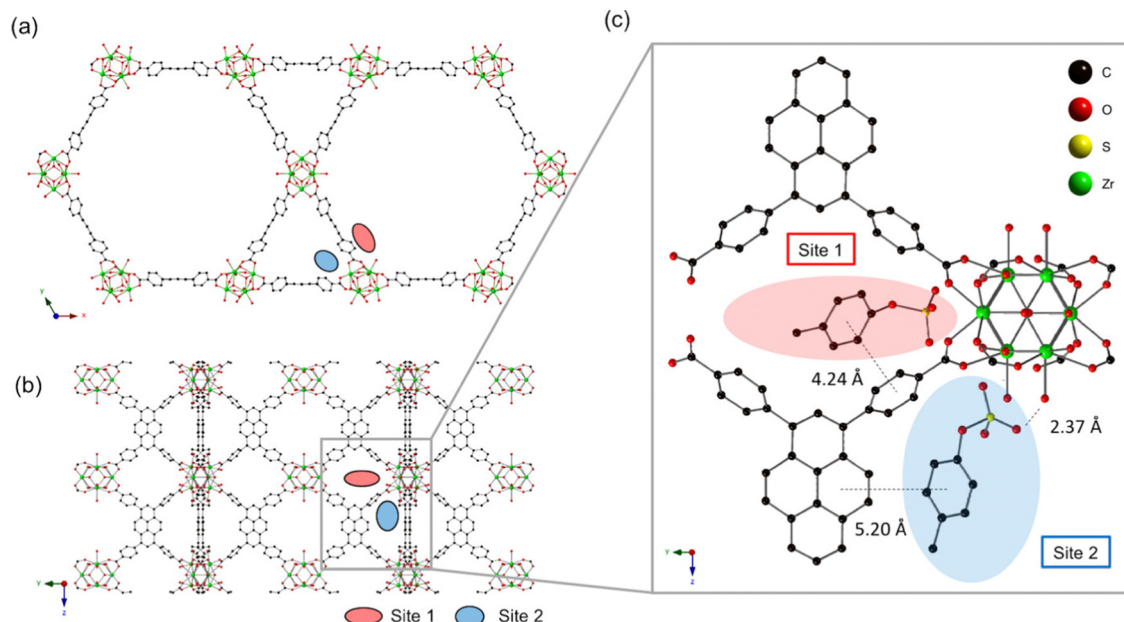 (a)
Y
X
(b)
Y
Z
Site 1
Site 2
(c)
C
O
S
Zr
Site 1
4.24 Å
2.37 Å
5.20 Å
Site 2
Y
Z